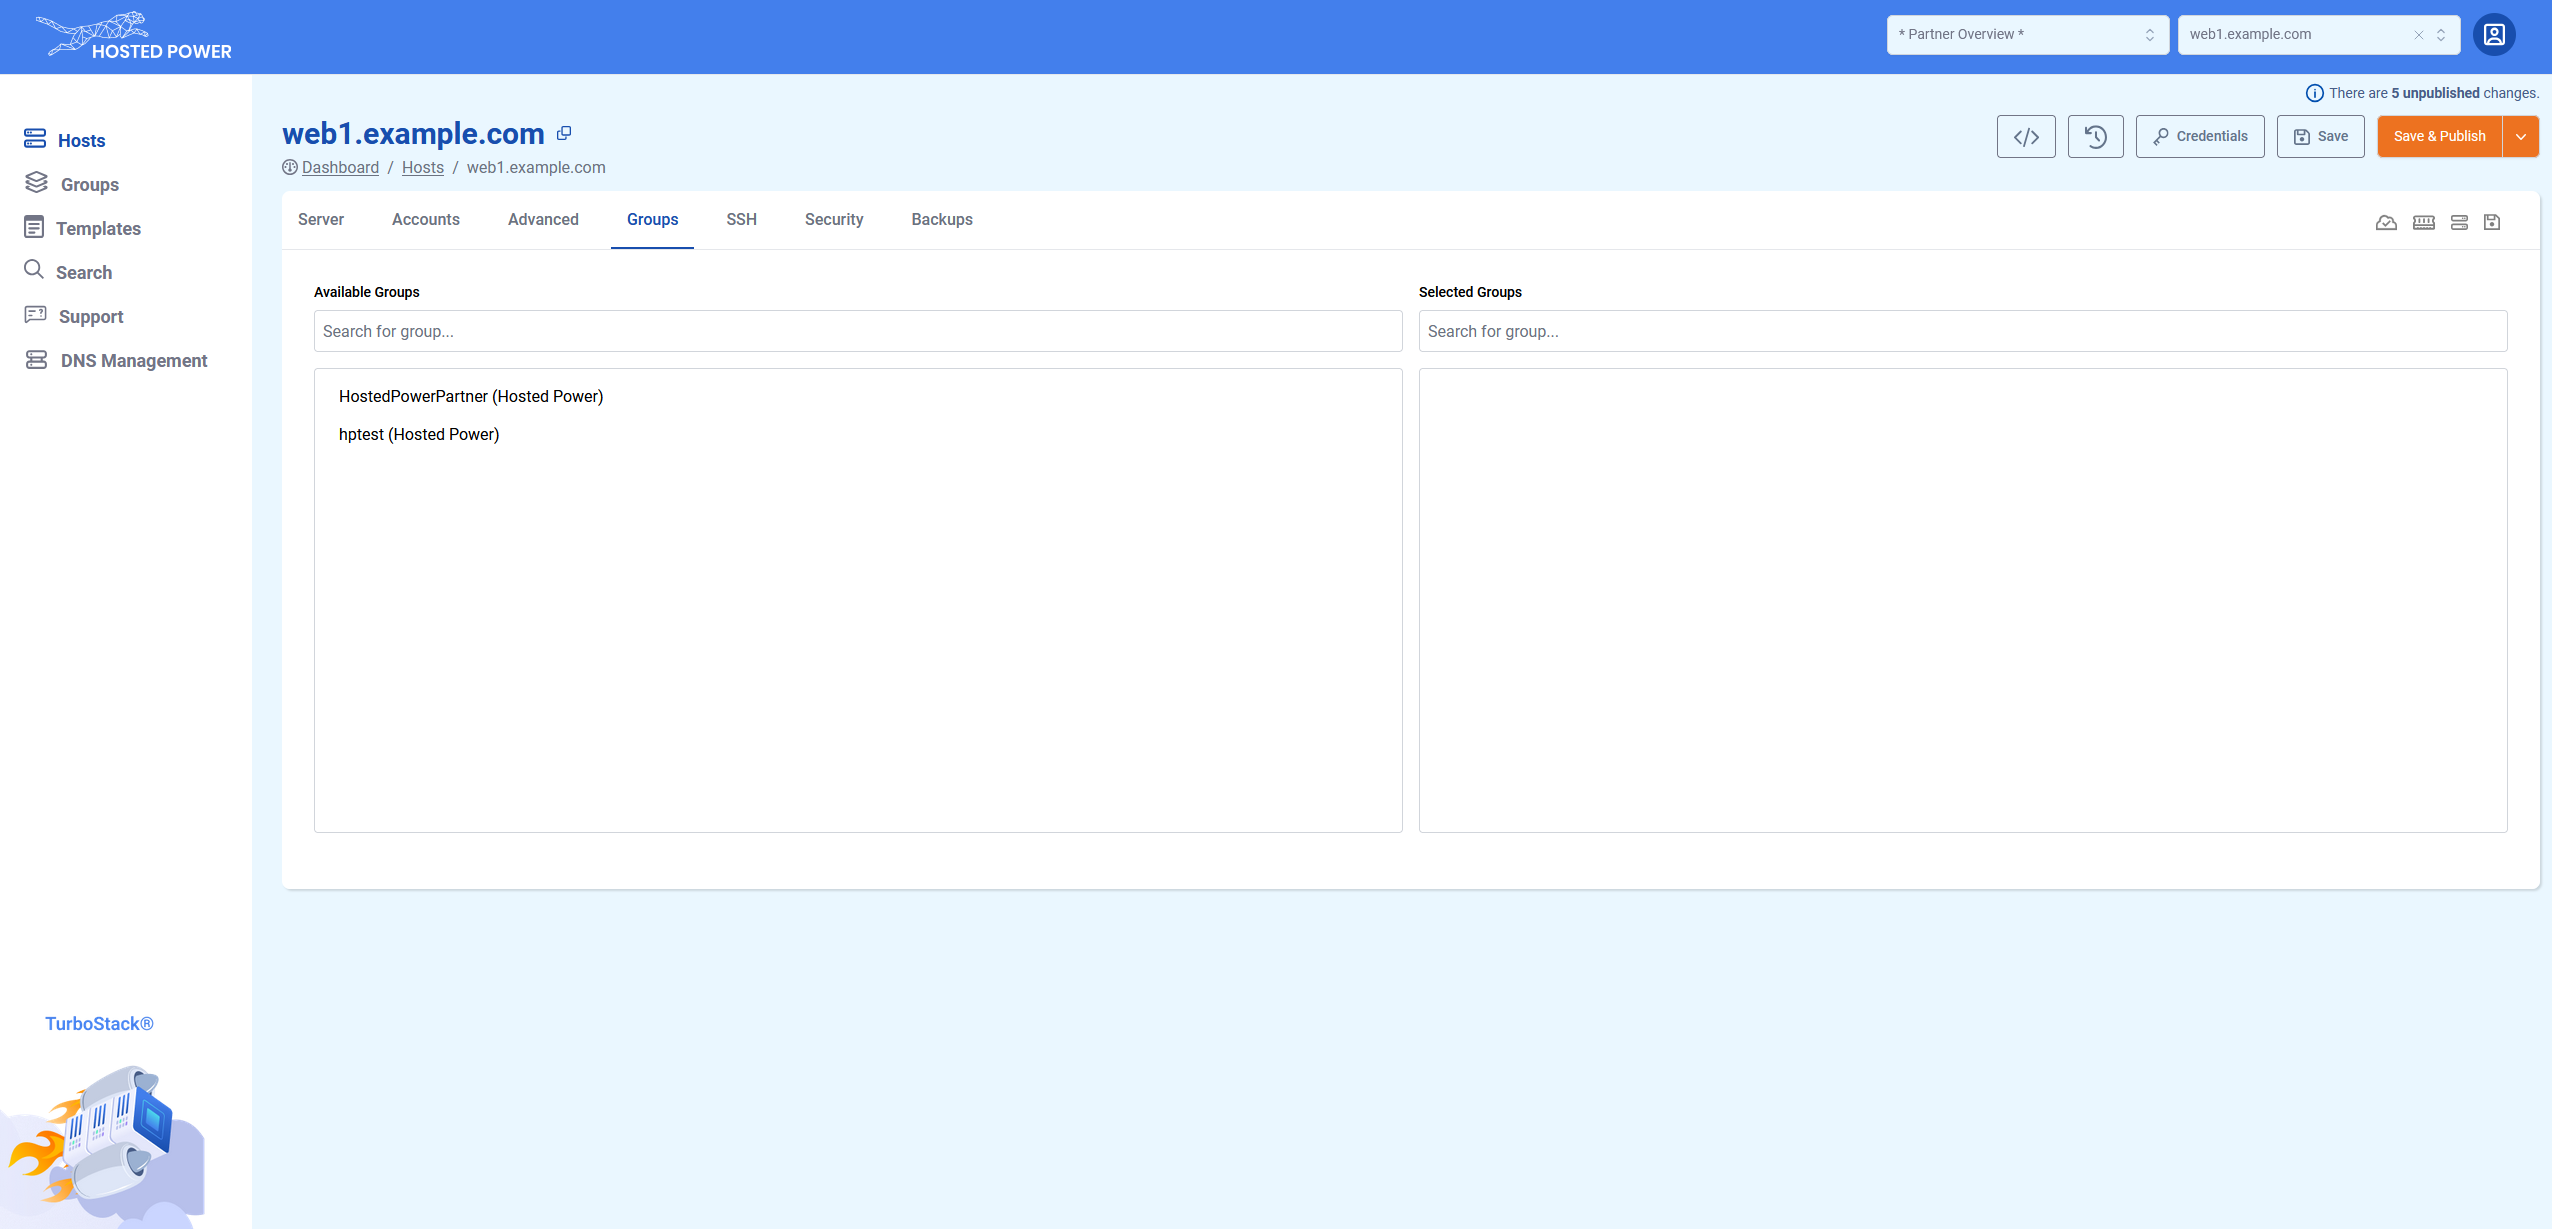 HOSTED POWER
* Partner Overview *
web1.example.com
There are 5 unpublished changes.
Hosts
Groups
Templates
Search
Support
DNS Management
web1.example.com
Dashboard / Hosts / web1.example.com
Credentials
Save
Save & Publish
Server Accounts Advanced Groups SSH Security Backups
Available Groups
Search for group...
HostedPowerPartner (Hosted Power)
hptest (Hosted Power)
Selected Groups
Search for group...
TurboStack®